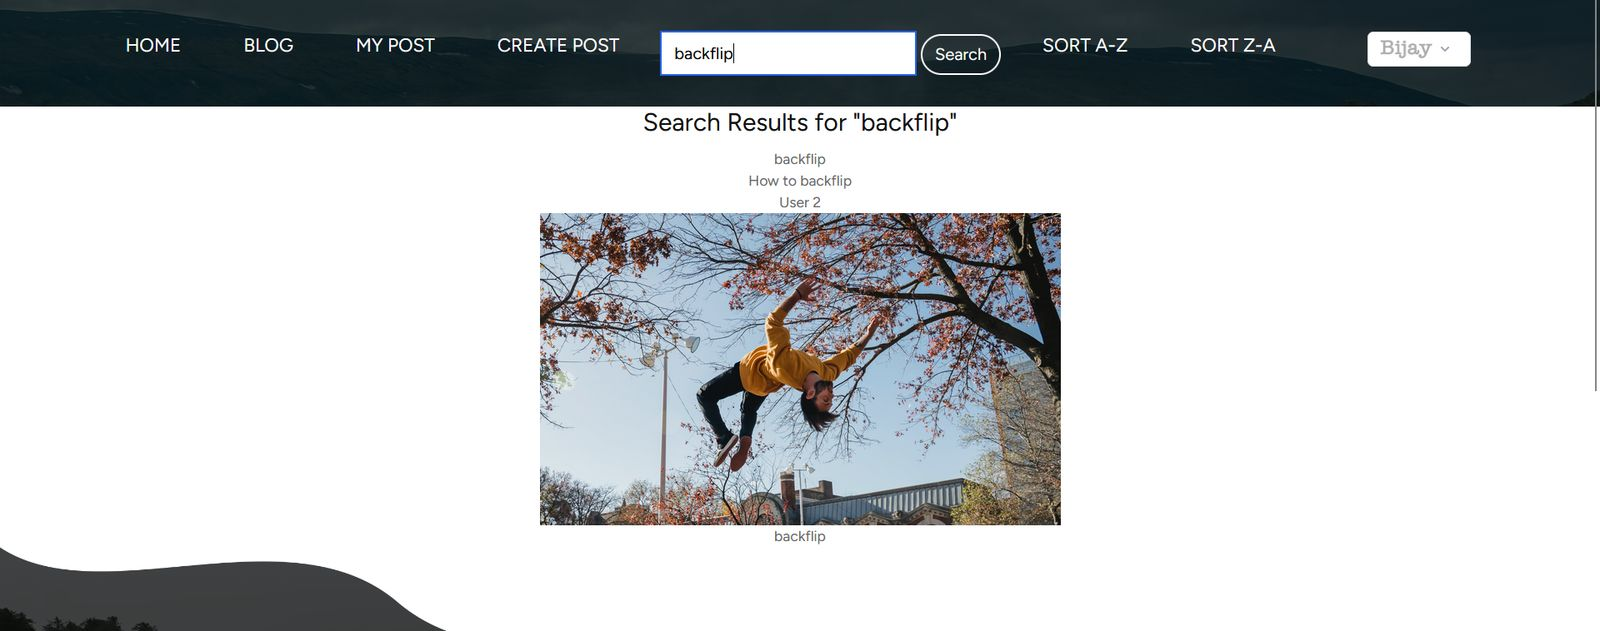 HOME BLOG MY POST CREATE POST backflip Search SORT A-Z SORT Z-A Bijay
Search Results for "backflip"
backflip
How to backflip
User 2
backflip